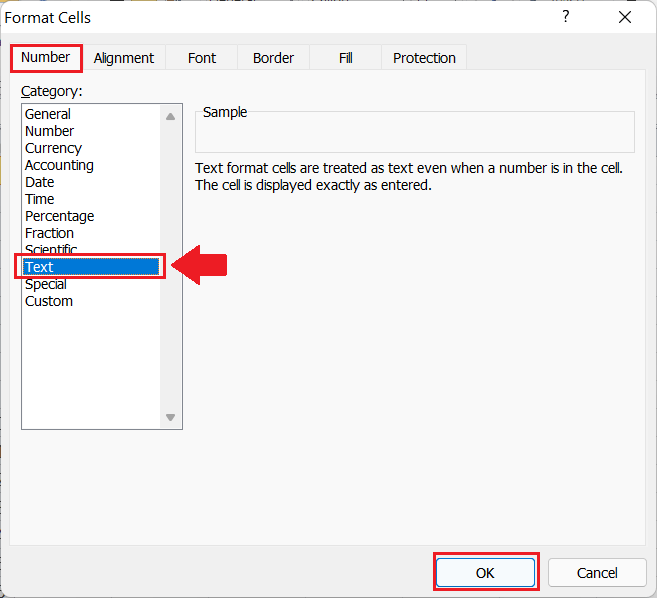 Format Cells ?
Number Alignment Font Border Fill Protection
Category:
General
Number
Currency
Accounting
Date
Time
Percentage
Fraction
Scientific
Text
Special
Custom
Sample
Text format cells are treated as text even when a number is in the cell.
The cell is displayed exactly as entered.
OK Cancel